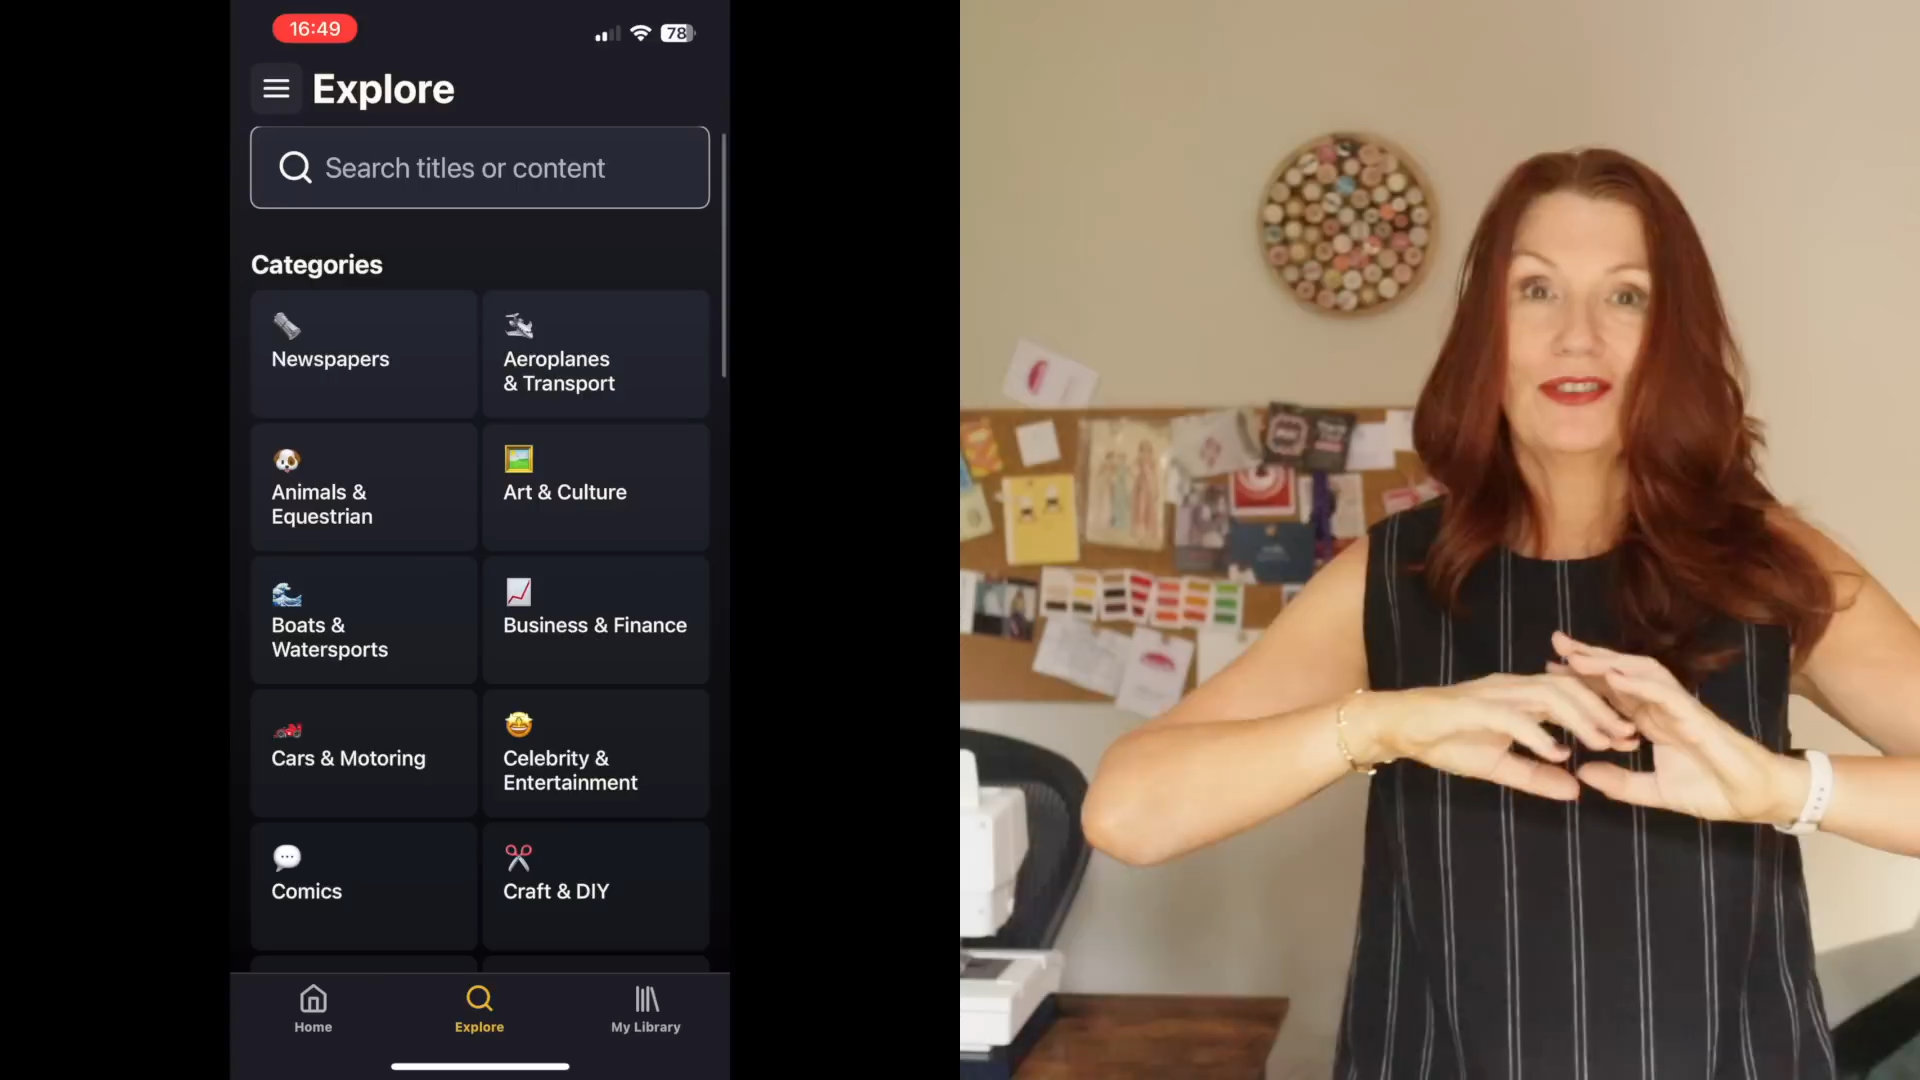 16:49
78
Explore
Search titles or content
Categories
Newspapers
Aeroplanes
& Transport
Animals &
Equestrian
Art & Culture
Boats &
Watersports
Business & Finance
Cars & Motoring
Celebrity &
Entertainment
Comics
Craft & DIY
Home
Explore
My Library